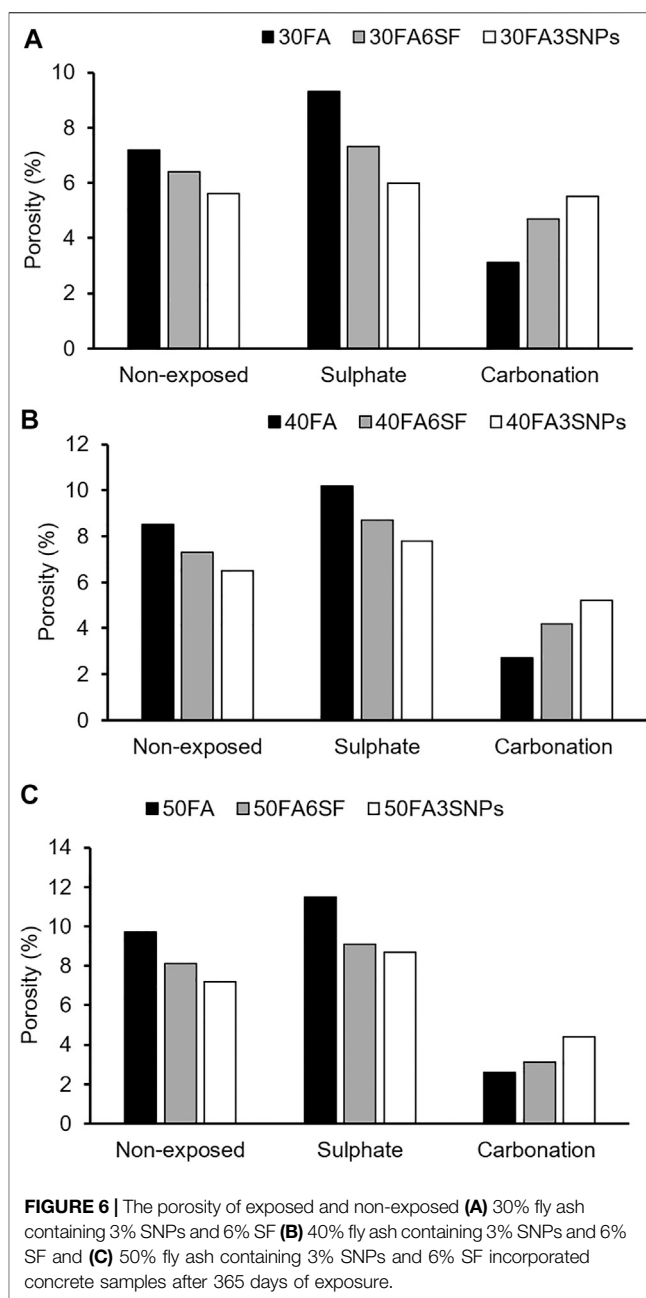 A
30FA 30FA6SF 30FA3SNPs
Porosity (%)
10
8
6
4
2
0
Non-exposed Sulphate Carbonation
B
40FA 40FA6SF 40FA3SNPs
Porosity (%)
12
10
8
6
4
2
0
Non-exposed Sulphate Carbonation
C
50FA 50FA6SF 50FA3SNPs
Porosity (%)
14
12
10
8
6
4
2
0
Non-exposed Sulphate Carbonation
FIGURE 6 | The porosity of exposed and non-exposed (A) 30% fly ash
containing 3% SNPs and 6% SF (B) 40% fly ash containing 3% SNPs and 6%
SF and (C) 50% fly ash containing 3% SNPs and 6% SF incorporated
concrete samples after 365 days of exposure.